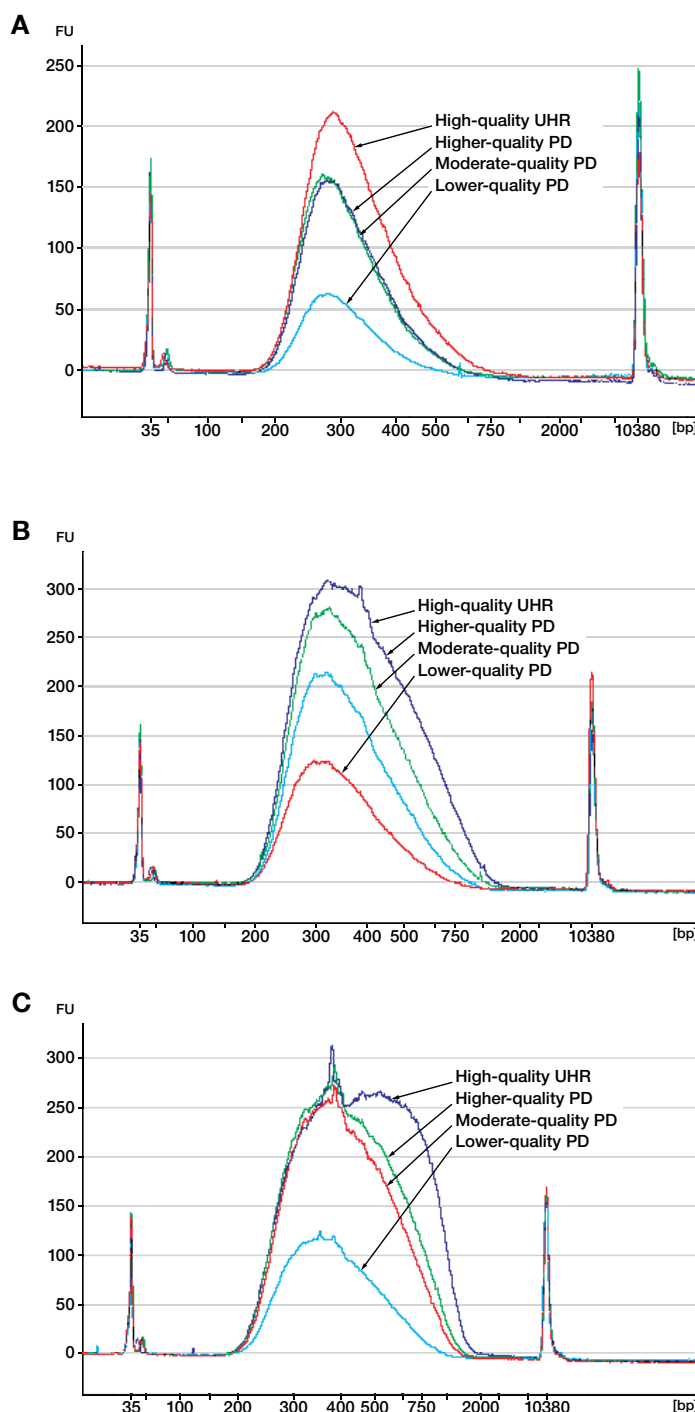 A
FU
250
200
150
100
50
0
High-quality UHR
Higher-quality PD
Moderate-quality PD
Lower-quality PD
35 100 200 300 400 500 750 2000 10380 [bp]
B
FU
300
250
200
150
100
50
0
High-quality UHR
Higher-quality PD
Moderate-quality PD
Lower-quality PD
35 100 200 300 400 500 750 2000 10380 [bp]
C
FU
300
250
200
150
100
50
0
High-quality UHR
Higher-quality PD
Moderate-quality PD
Lower-quality PD
35 100 200 300 400 500 750 2000 10380 [bp]